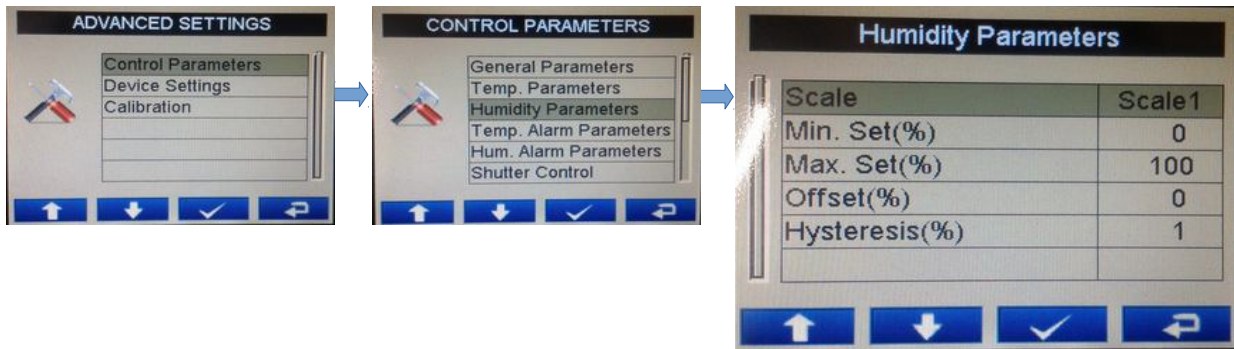 ADVANCED SETTINGS
Control Parameters
Device Settings
Calibration
CONTROL PARAMETERS
General Parameters
Temp. Parameters
Humidity Parameters
Temp. Alarm Parameters
Hum. Alarm Parameters
Shutter Control
Humidity Parameters
Scale Scale1
Min. Set(%) 0
Max. Set(%) 100
Offset(%) 0
Hysteresis(%) 1